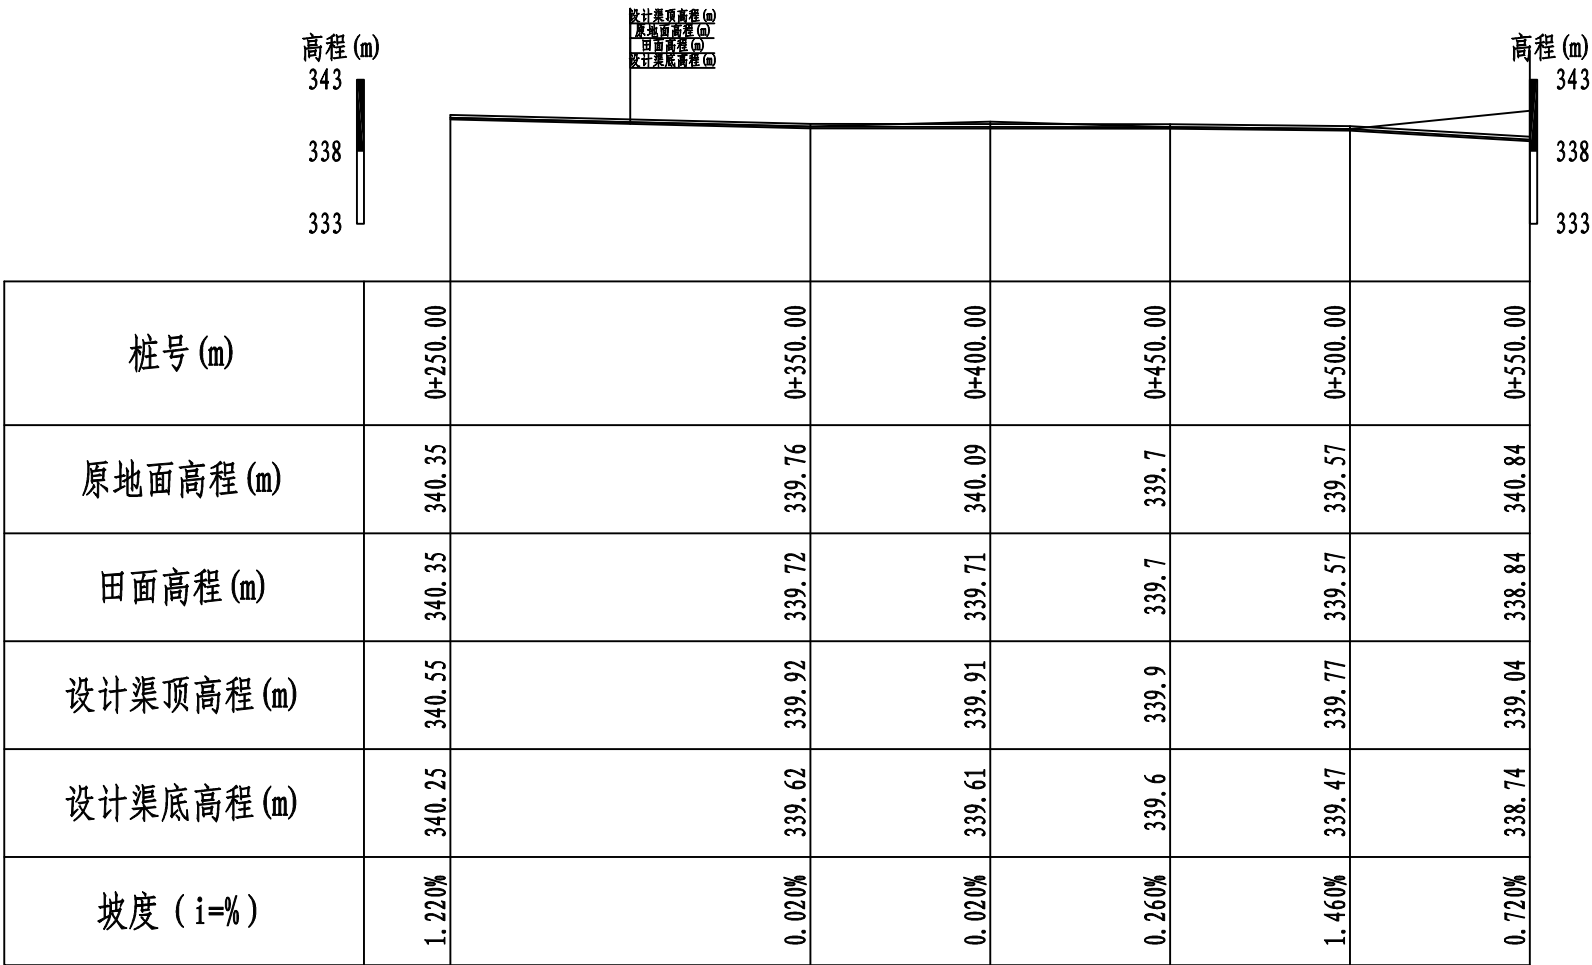 设计渠顶高程(m)
原地面高程(m)
田面高程(m)
设计渠底高程(m)
高程(m)
343
338
333
高程(m)
343
338
333
桩号(m) 0+250.00 0+350.00 0+400.00 0+450.00 0+500.00 0+550.00
原地面高程(m) 340.35 339.76 340.09 339.7 339.57 340.84
田面高程(m) 340.35 339.72 339.71 339.7 339.57 338.84
设计渠顶高程(m) 340.55 339.92 339.91 339.9 339.77 339.04
设计渠底高程(m) 340.25 339.62 339.61 339.6 339.47 338.74
坡度(i=%) 1.220% 0.020% 0.020% 0.260% 1.460% 0.720%